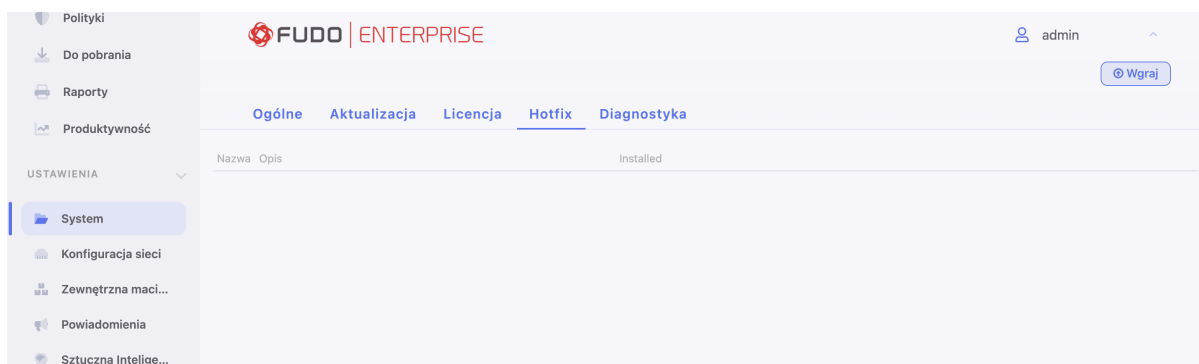 Polityki
Do pobrania
Raporty
Produktywność
USTAWIENIA
System
Konfiguracja sieci
Zewnętrzna maci...
Powiadomienia
Sztuczna Intelige...
FUDO ENTERPRISE
admin
Wgraj
Ogólne Aktualizacja Licencja Hotfix Diagnostyka
Nazwa Opis Installed